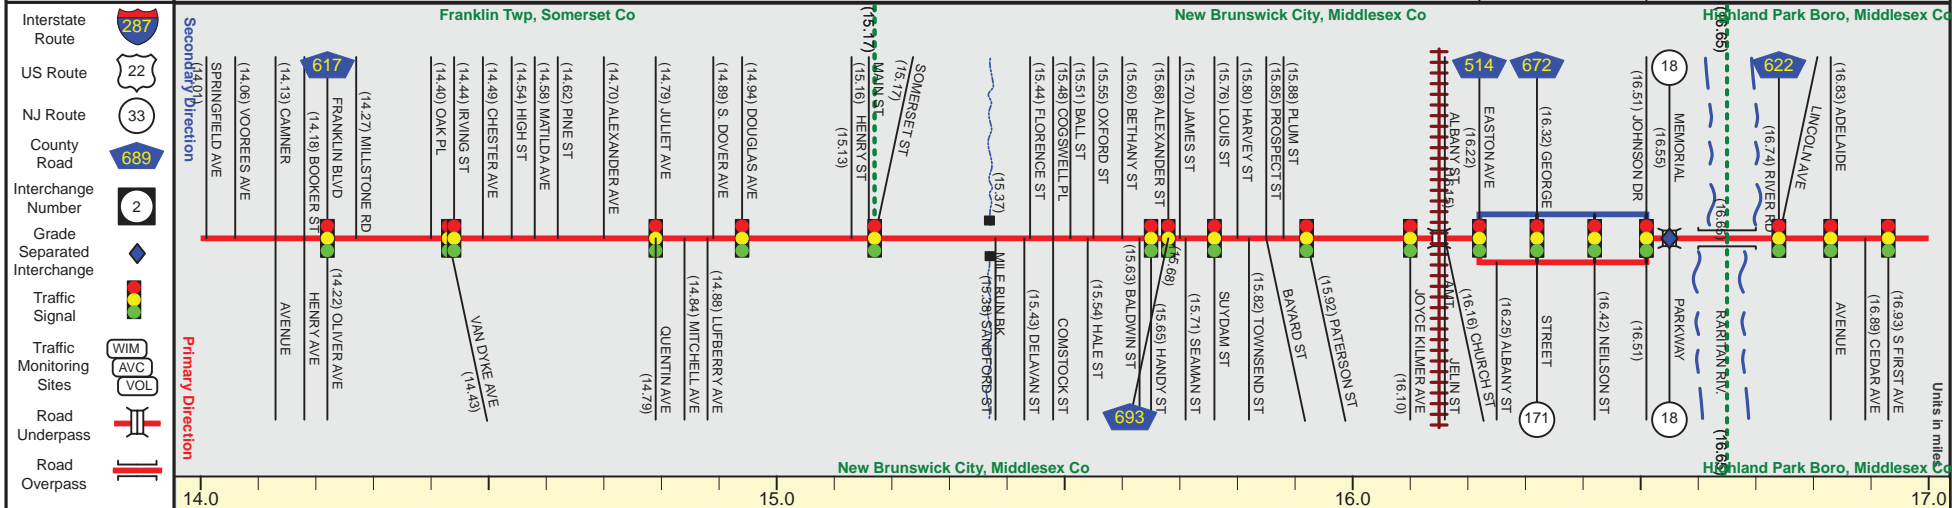 Interstate
Route
287
US Route
22
NJ Route
33
County
Road
689
Interchange
Number
2
Grade
Separated
Interchange
Traffic
Signal
Traffic
Monitoring
Sites
WIM
AVC
VOL
Road
Underpass
Road
Overpass
Secondary Direction
Primary Direction
Franklin Twp, Somerset Co
New Brunswick City, Middlesex Co
Highland Park Boro, Middlesex Co
(14.01)
SPRINGFIELD AVE
(14.06) VOOREES AVE
(14.13) CAMNER
(14.18) BOOKER ST
617
FRANKLIN BLVD
(14.27) MILLSTONE RD
(14.40) OAK PL
(14.44) IRVING ST
(14.49) CHESTER AVE
(14.54) HIGH ST
(14.58) MATILDA AVE
(14.62) PINE ST
(14.70) ALEXANDER AVE
(14.79) JULIET AVE
(14.89) S. DOVER AVE
(14.94) DOUGLAS AVE
(15.13)
(15.16) HENRY ST
(15.17)
MAIN ST
(15.17)
SOMERSET ST
(15.37)
(15.44) FLORENCE ST
(15.48) COGSWELL PL
(15.51) BALL ST
(15.55) OXFORD ST
(15.60) BETHANY ST
(15.68) ALEXANDER ST
(15.70) JAMES ST
(15.76) LOUIS ST
(15.80) HARVEY ST
(15.85) PROSPECT ST
(15.88) PLUM ST
(16.15)
ALBANY ST
(16.22)
514
EASTON AVE
672
(16.32) GEORGE
(16.51) JOHNSON DR
18
(16.55)
MEMORIAL
(16.65)
(16.65)
622
(16.74) RIVER RD
LINCOLN AVE
(16.83) ADELAIDE
AVENUE
HENRY AVE
(14.22) OLIVER AVE
VAN DYKE AVE
(14.43)
(14.79)
QUENTIN AVE
(14.84) MITCHELL AVE
(14.88) LUFBERRY AVE
(15.38) SANDFORD ST
MILE RUN BK
(15.43) DELAVAN ST
COMSTOCK ST
(15.54) HALE ST
(15.63) BALDWIN ST
693
(15.65) HANDY ST
(15.68)
(15.71) SEAMAN ST
SUYDAM ST
(15.82) TOWNSEND ST
BAYARD ST
(15.92) PATERSON ST
(16.10)
JOYCE KILMER AVE
AMT
JELIN ST
(16.16) CHURCH ST
(16.25) ALBANY ST
STREET
171
(16.42) NEILSON ST
(16.51)
PARKWAY
18
RARITAN RIV.
(16.65)
AVENUE
(16.89) CEDAR AVE
(16.93) S FIRST AVE
Units in miles
New Brunswick City, Middlesex Co
Highland Park Boro, Middlesex Co
14.0
15.0
16.0
17.0